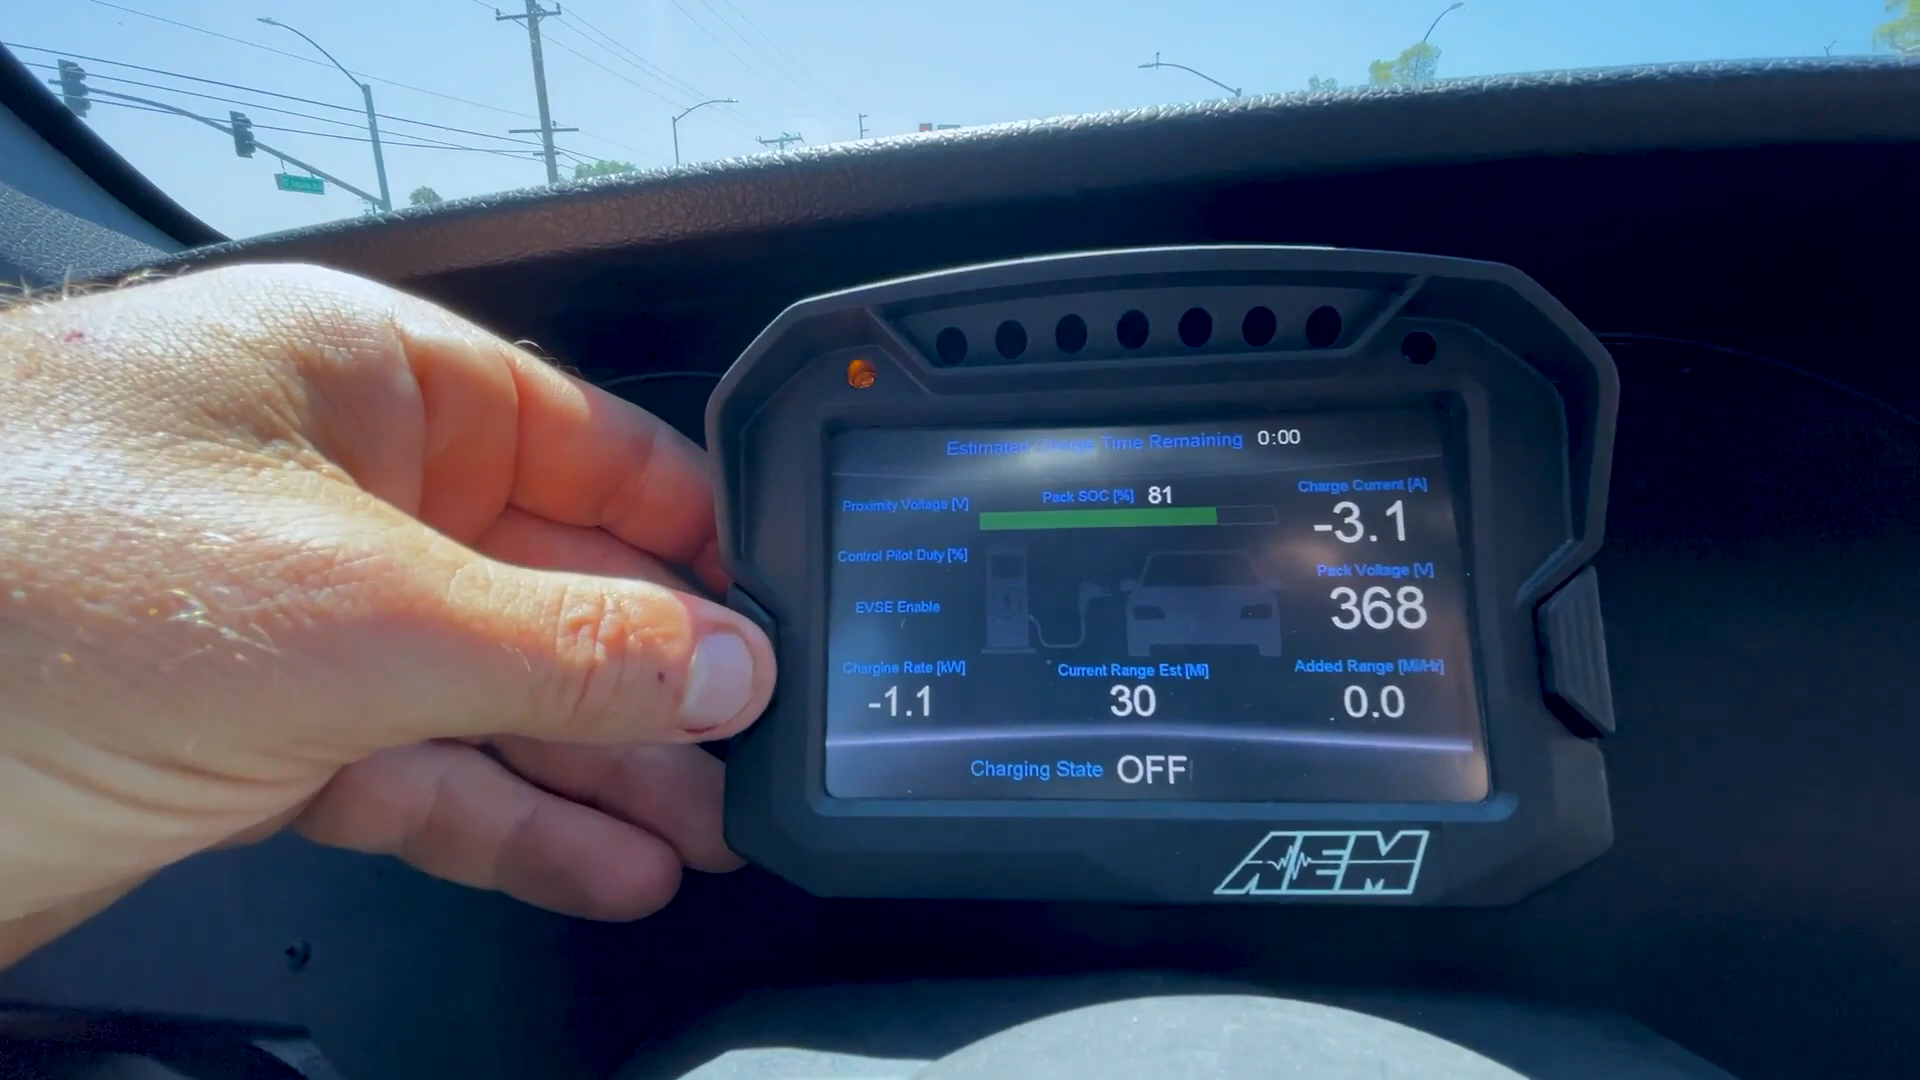 Estimated Charge Time Remaining 0:00
Proximity Voltage [V]
Pack SOC [%] 81
Charge Current [A]
-3.1
Control Pilot Duty [%]
Pack Voltage [V]
368
EVSE Enable
Charging Rate [kW]
-1.1
Current Range Est [Mi]
30
Added Range [Mi/Hr]
0.0
Charging State OFF
AEM